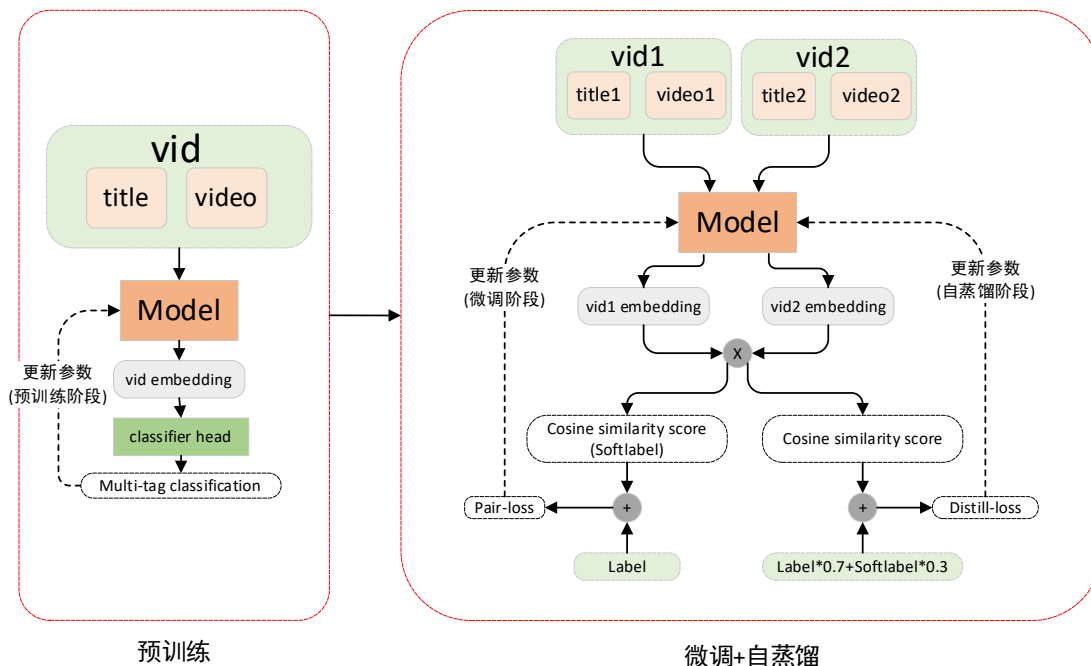 vid
title
video
Model
更新参数
(预训练阶段)
vid embedding
classifier head
Multi-tag classification
预训练
vid1
title1
video1
vid2
title2
video2
Model
更新参数
(微调阶段)
更新参数
(自蒸馏阶段)
vid1 embedding
vid2 embedding
X
Cosine similarity score
(Softlabel)
Cosine similarity score
Pair-loss
+
+
Distill-loss
Label
Label*0.7+Softlabel*0.3
微调+自蒸馏